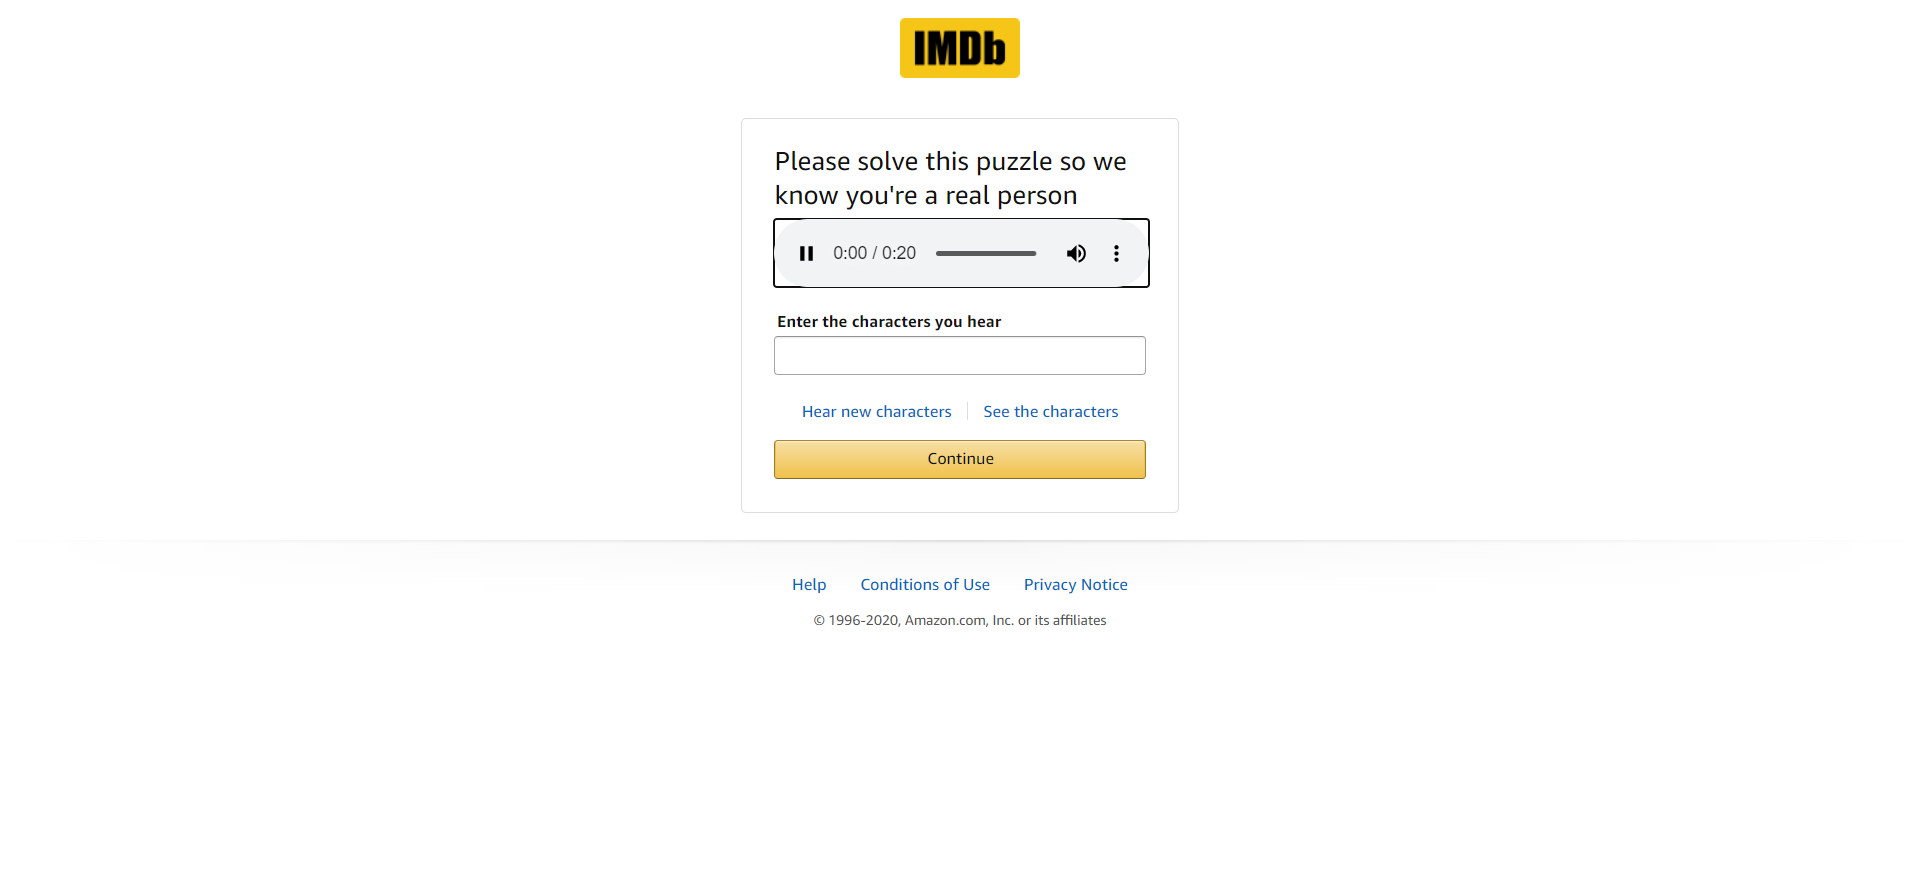 IMDb
Please solve this puzzle so we
know you're a real person
0:00 / 0:20
Enter the characters you hear
Hear new characters
See the characters
Continue
Help
Conditions of Use
Privacy Notice
© 1996-2020, Amazon.com, Inc. or its affiliates